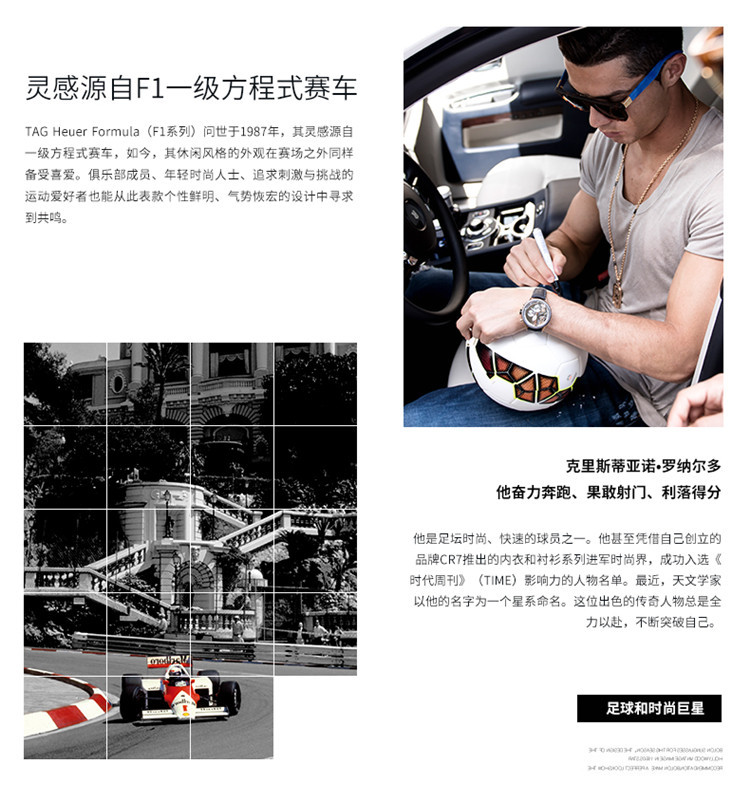 灵感源自F1一级方程式赛车
TAG Heuer Formula（F1系列）问世于1987年，其灵感源自
一级方程式赛车，如今，其休闲风格的外观在赛场之外同样
备受喜爱。俱乐部成员、年轻时尚人士、追求刺激与挑战的
运动爱好者也能从此表款个性鲜明、气势恢宏的设计中寻求
到共鸣。
克里斯蒂亚诺•罗纳尔多
他奋力奔跑、果敢射门、利落得分
他是足坛时尚、快速的球员之一。他甚至凭借自己创立的
品牌CR7推出的内衣和衬衫系列进军时尚界，成功入选《
时代周刊》（TIME）影响力的人物名单。最近，天文学家
以他的名字为一个星系命名。这位出色的传奇人物总是全
力以赴，不断突破自己。
Marlboro
足球和时尚巨星